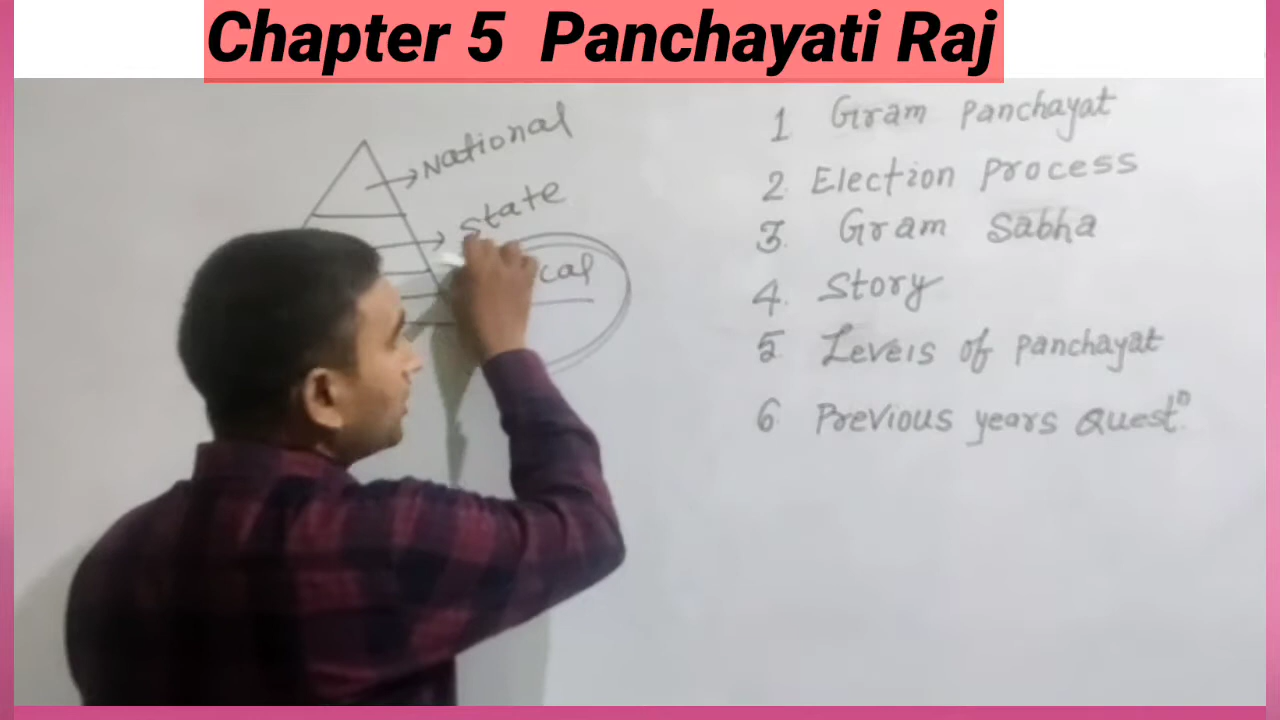 Chapter 5 Panchayati Raj
National
State
1 Gram Panchayat
2 Election Process
3 Gram Sabha
4 Story
5 Levels of panchayat
6 Previous years Questⁿ